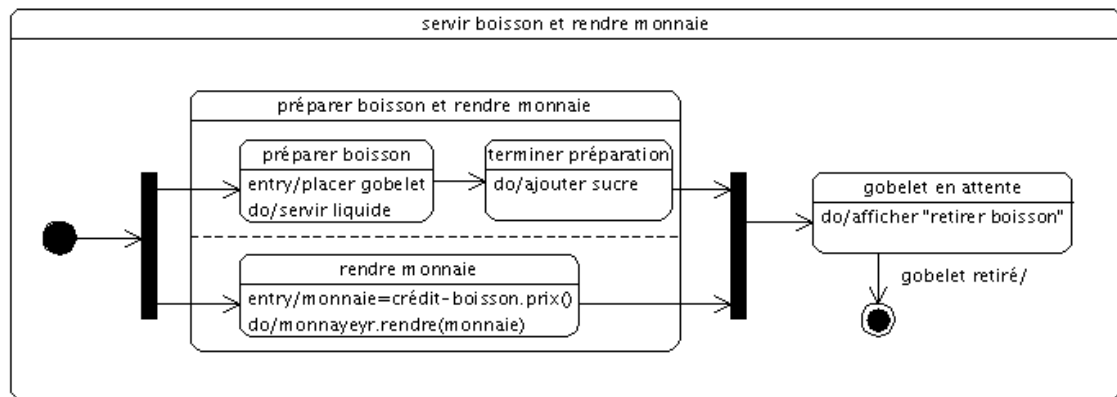 servir boisson et rendre monnaie
préparer boisson et rendre monnaie
préparer boisson
entry/placer gobelet
do/servir liquide
terminer préparation
do/ajouter sucre
rendre monnaie
entry/monnaie=crédit-boisson.prix()
do/monnayeyr.rendre(monnaie)
gobelet en attente
do/afficher "retirer boisson"
gobelet retiré/